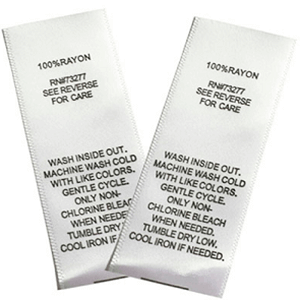 100%RAYON
RN#73277
SEE REVERSE
FOR CARE
WASH INSIDE OUT.
MACHINE WASH COLD
WITH LIKE COLORS.
GENTLE CYCLE.
ONLY NON-
CHLORINE BLEACH
WHEN NEEDED.
TUMBLE DRY LOW.
COOL IRON IF NEEDED.
100%RAYON
RN#73277
SEE REVERSE
FOR CARE
WASH INSIDE OUT.
MACHINE WASH COLD
WITH LIKE COLORS.
GENTLE CYCLE.
ONLY NON-
CHLORINE BLEACH
WHEN NEEDED.
TUMBLE DRY LOW.
COOL IRON IF NEEDED.